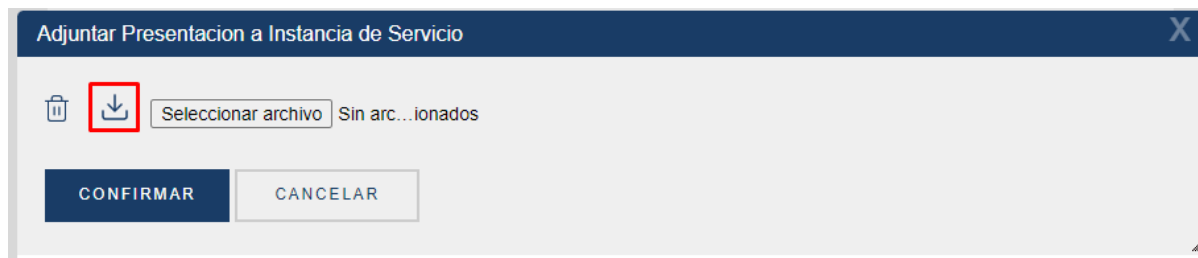 Adjuntar Presentacion a Instancia de Servicio X
Seleccionar archivo Sin arc...ionados
CONFIRMAR CANCELAR